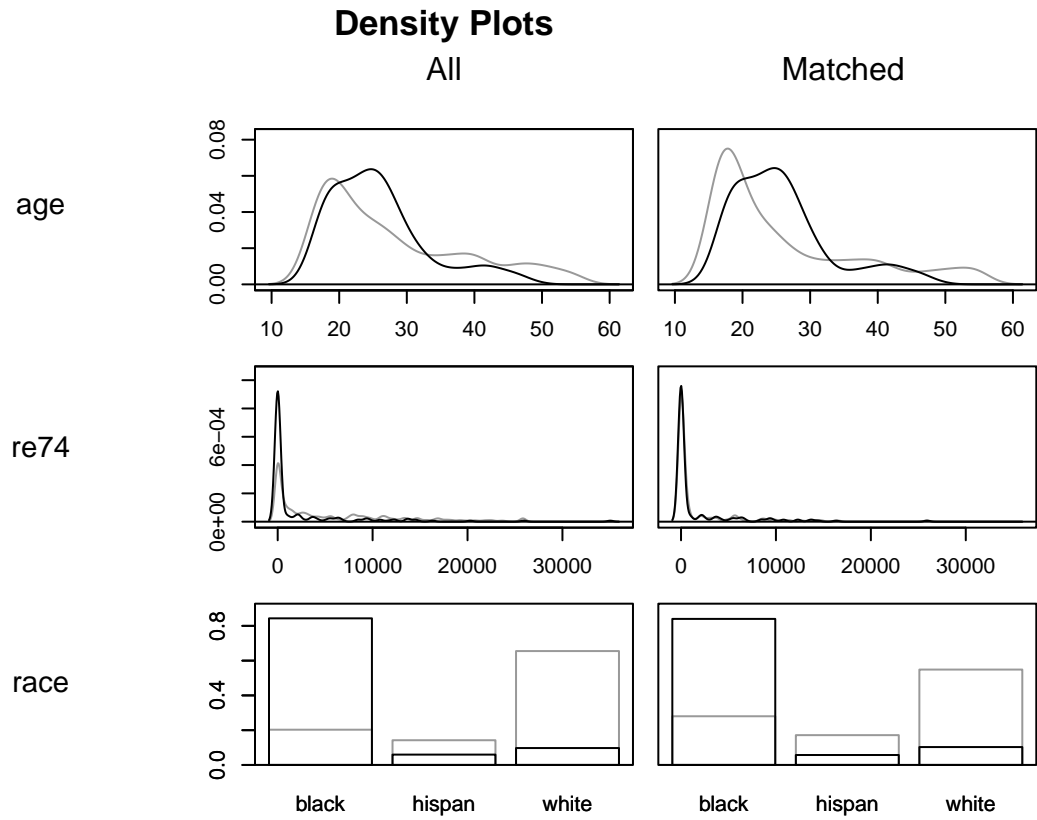 Density Plots
All Matched
age
0.00 0.04 0.08
10 20 30 40 50 60
10 20 30 40 50 60
re74
0e+00 6e−04
0 10000 20000 30000
0 10000 20000 30000
race
0.0 0.4 0.8
black hispan white
black hispan white